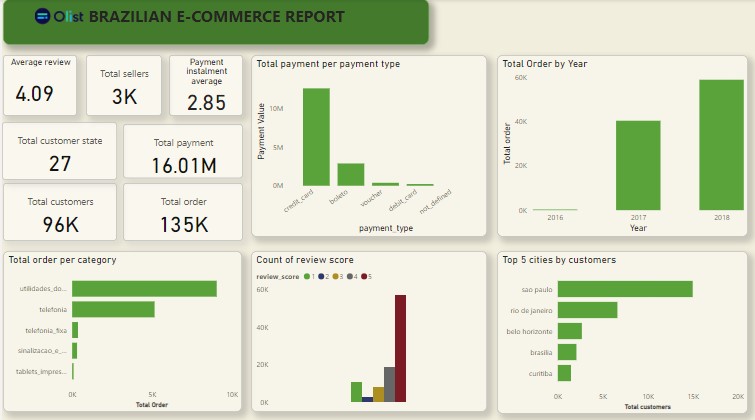 Olist BRAZILIAN E-COMMERCE REPORT
Average review
4.09
Total sellers
3K
Payment
instalment
average
2.85
Total customer state
27
Total payment
16.01M
Total customers
96K
Total order
135K
Total payment per payment type
Payment Value
10M
5M
0M
credit_card
boleto
voucher
debit_card
not_defined
payment_type
Total Order by Year
Total order
60K
40K
20K
0K
2016
2017
2018
Year
Total order per category
utilidades_do...
telefonia
telefonia_fixa
sinalizacao_e_...
tablets_impres...
0K
5K
10K
Total Order
Count of review score
review_score 1 2 3 4 5
60K
40K
20K
0K
Top 5 cities by customers
sao paulo
rio de janeiro
belo horizonte
brasilia
curitiba
0K
5K
10K
15K
20K
Total customers